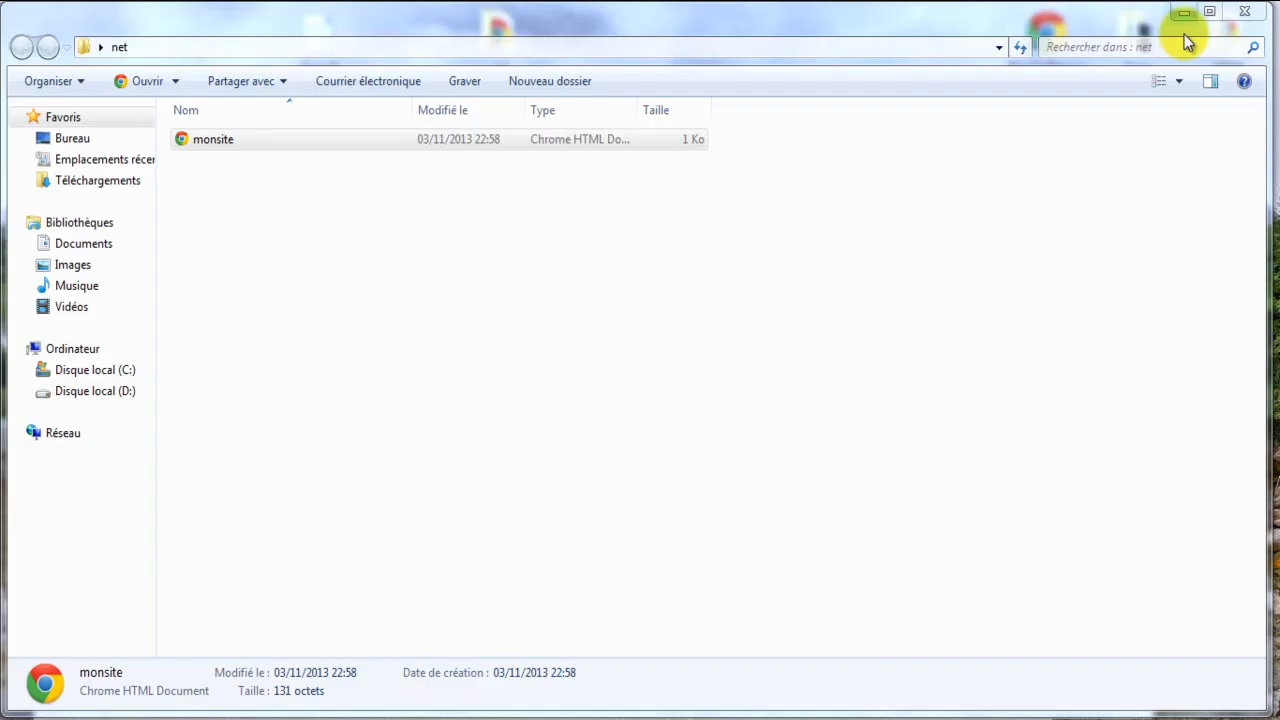 net
Rechercher dans : net
Organiser Ouvrir Partager avec Courrier électronique Graver Nouveau dossier
Nom Modifié le Type Taille
Favoris
monsite 03/11/2013 22:58 Chrome HTML Do... 1 Ko
Bureau
Emplacements récer
Téléchargements
Bibliothèques
Documents
Images
Musique
Vidéos
Ordinateur
Disque local (C:)
Disque local (D:)
Réseau
monsite Modifié le : 03/11/2013 22:58 Date de création : 03/11/2013 22:58
Chrome HTML Document Taille : 131 octets